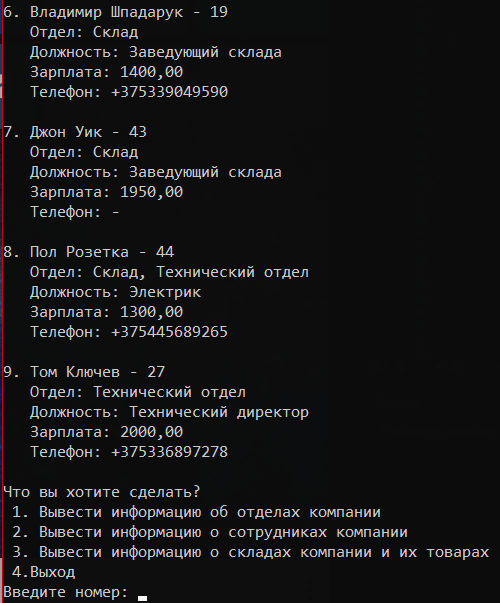 6. Владимир Шпадарук - 19
Отдел: Склад
Должность: Заведующий склада
Зарплата: 1400,00
Телефон: +375339049590
7. Джон Уик - 43
Отдел: Склад
Должность: Заведующий склада
Зарплата: 1950,00
Телефон: -
8. Пол Розетка - 44
Отдел: Склад, Технический отдел
Должность: Электрик
Зарплата: 1300,00
Телефон: +375445689265
9. Том Ключев - 27
Отдел: Технический отдел
Должность: Технический директор
Зарплата: 2000,00
Телефон: +375336897278
Что вы хотите сделать?
1. Вывести информацию об отделах компании
2. Вывести информацию о сотрудниках компании
3. Вывести информацию о складах компании и их товарах
4.Выход
Введите номер: